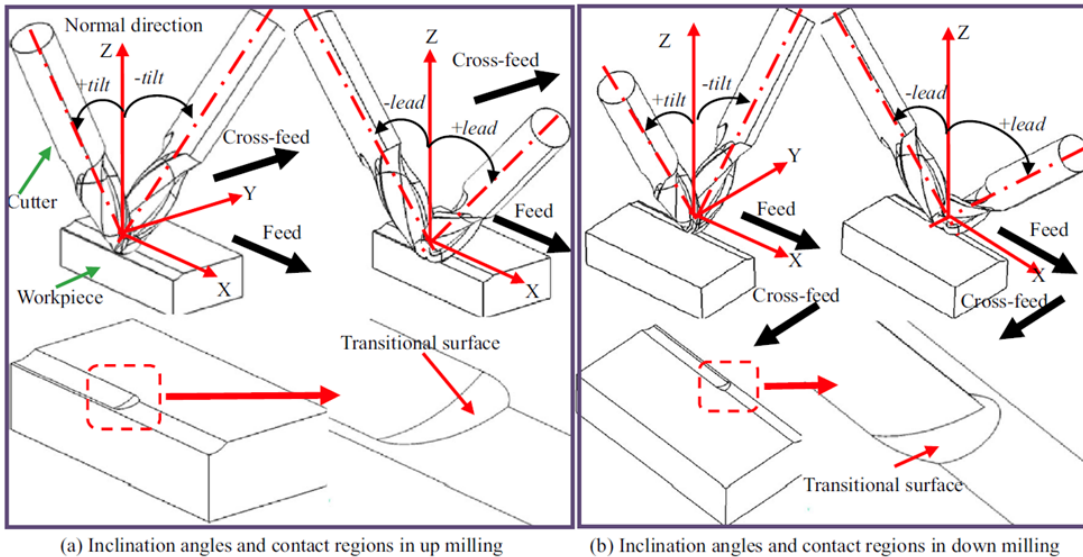 Normal direction
Z
+tilt
-tilt
Cross-feed
Y
Cutter
Feed
Workpiece
X
Z
Cross-feed
-lead
+lead
Feed
X
Transitional surface
Z
+tilt
-tilt
Y
Feed
X
Cross-feed
Z
-lead
+lead
Feed
X
Cross-feed
Transitional surface
(a) Inclination angles and contact regions in up milling
(b) Inclination angles and contact regions in down milling